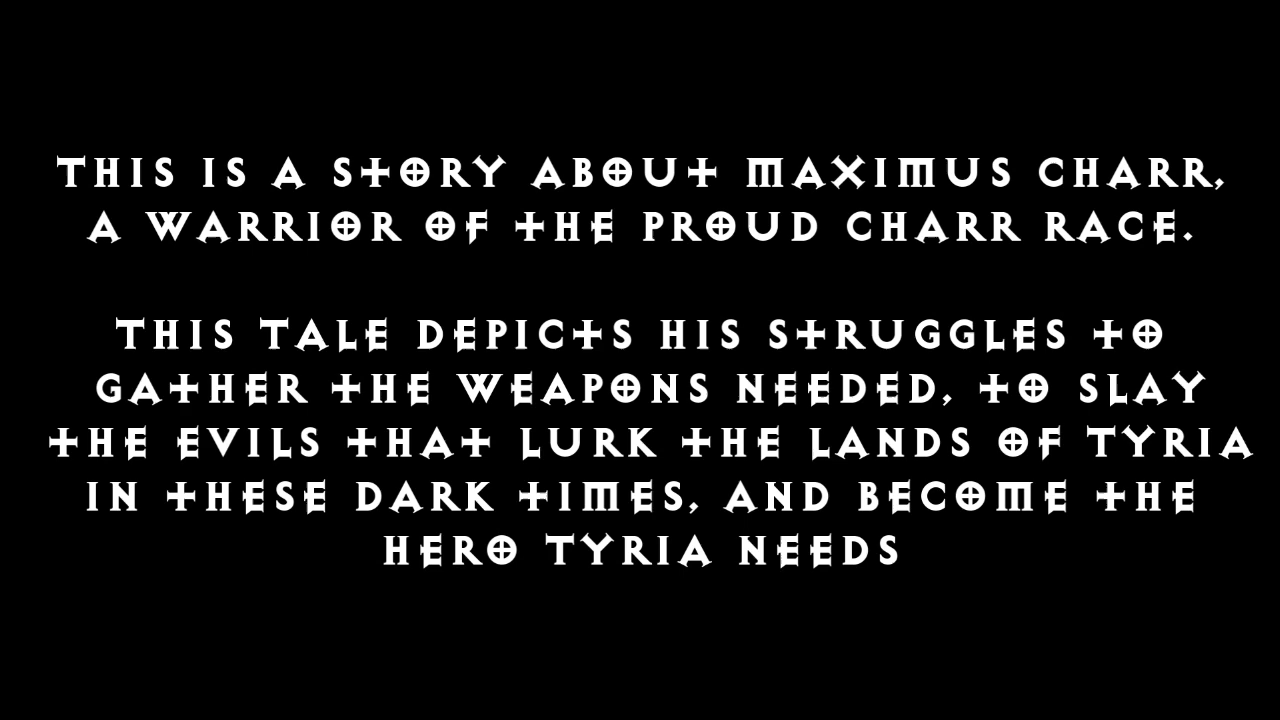 THIS IS A STORY ABOUT MAXIMUS CHARR,
A WARRIOR OF THE PROUD CHARR RACE.
THIS TALE DEPICTS HIS STRUGGLES TO
GATHER THE WEAPONS NEEDED, TO SLAY
THE EVILS THAT LURK THE LANDS OF TYRIA
IN THESE DARK TIMES, AND BECOME THE
HERO TYRIA NEEDS